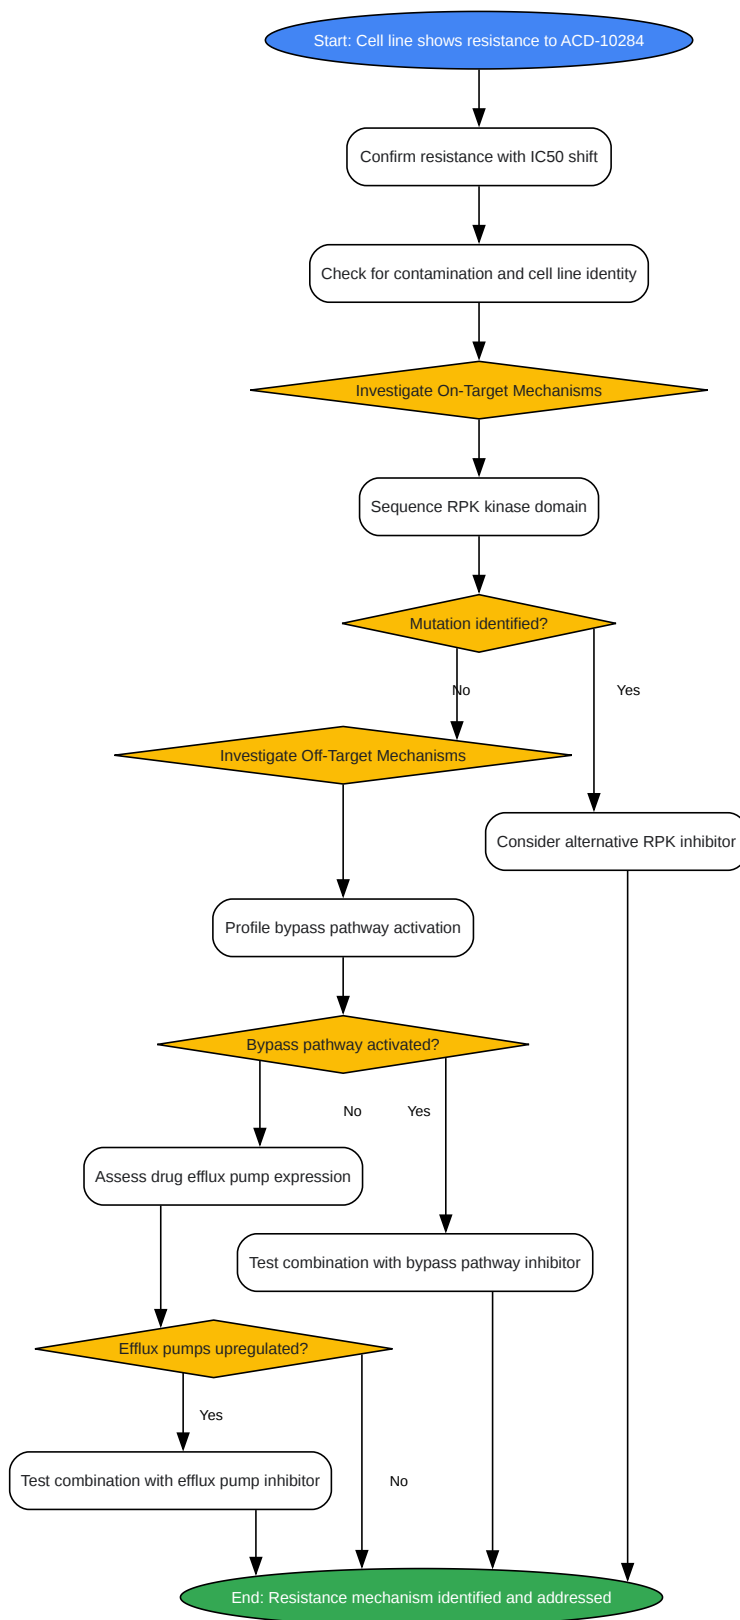 Start: Cell line shows resistance to ACD-10284
Confirm resistance with IC50 shift
Check for contamination and cell line identity
Investigate On-Target Mechanisms
Sequence RPK kinase domain
Mutation identified?
No
Yes
Investigate Off-Target Mechanisms
Consider alternative RPK inhibitor
Profile bypass pathway activation
Bypass pathway activated?
No
Yes
Assess drug efflux pump expression
Test combination with bypass pathway inhibitor
Efflux pumps upregulated?
Yes
Test combination with efflux pump inhibitor
No
End: Resistance mechanism identified and addressed